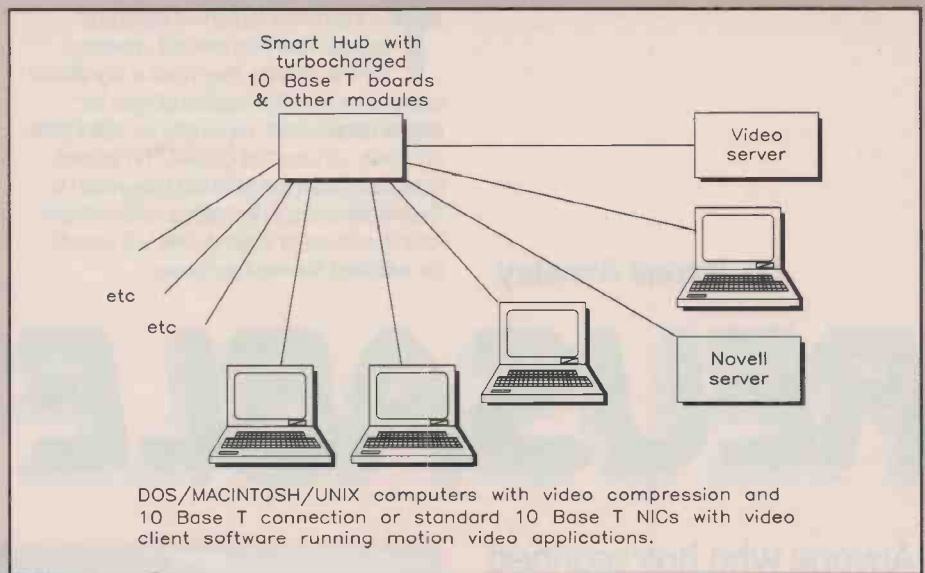 Smart Hub with
turbocharged
10 Base T boards
& other modules
Video
server
etc
etc
Novell
server
DOS/MACINTOSH/UNIX computers with video compression and
10 Base T connection or standard 10 Base T NICs with video
client software running motion video applications.